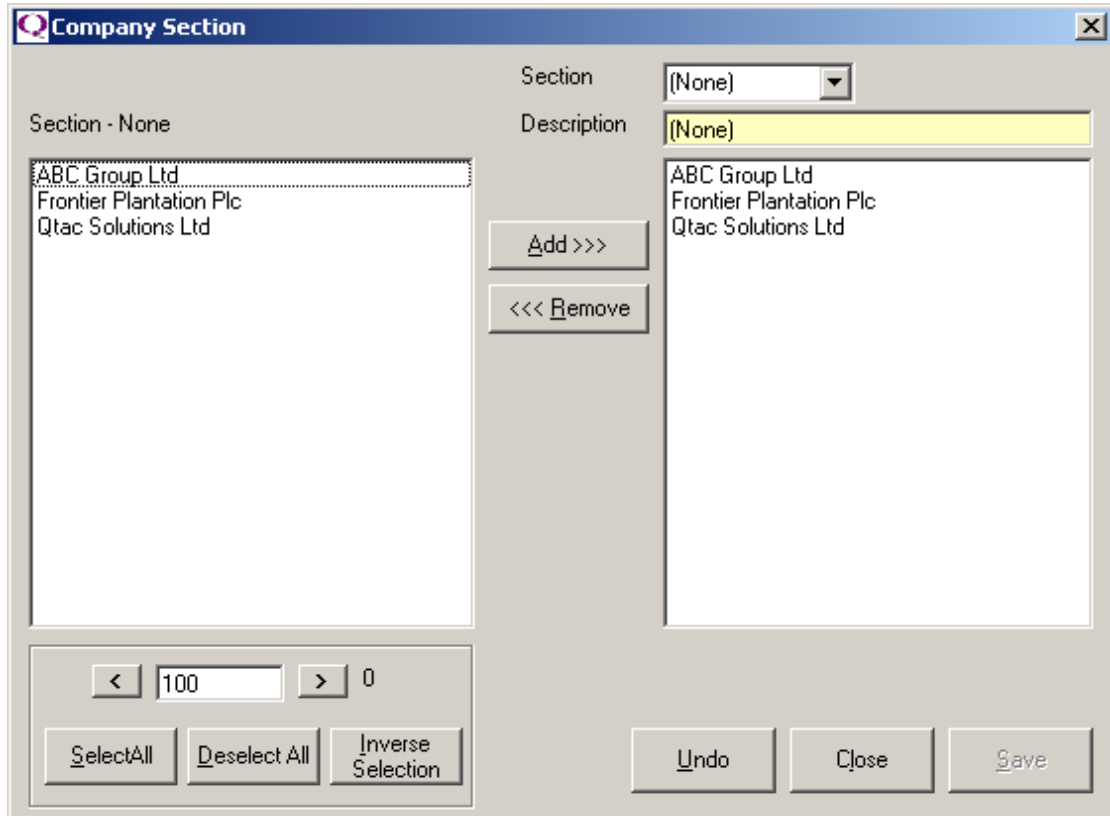 Company Section
Section
(None)
Section - None
Description
(None)
ABC Group Ltd
Frontier Plantation Plc
Qtac Solutions Ltd
Add >>>
<<< Remove
ABC Group Ltd
Frontier Plantation Plc
Qtac Solutions Ltd
< 100 > 0
SelectAll
Deselect All
Inverse
Selection
Undo
Close
Save